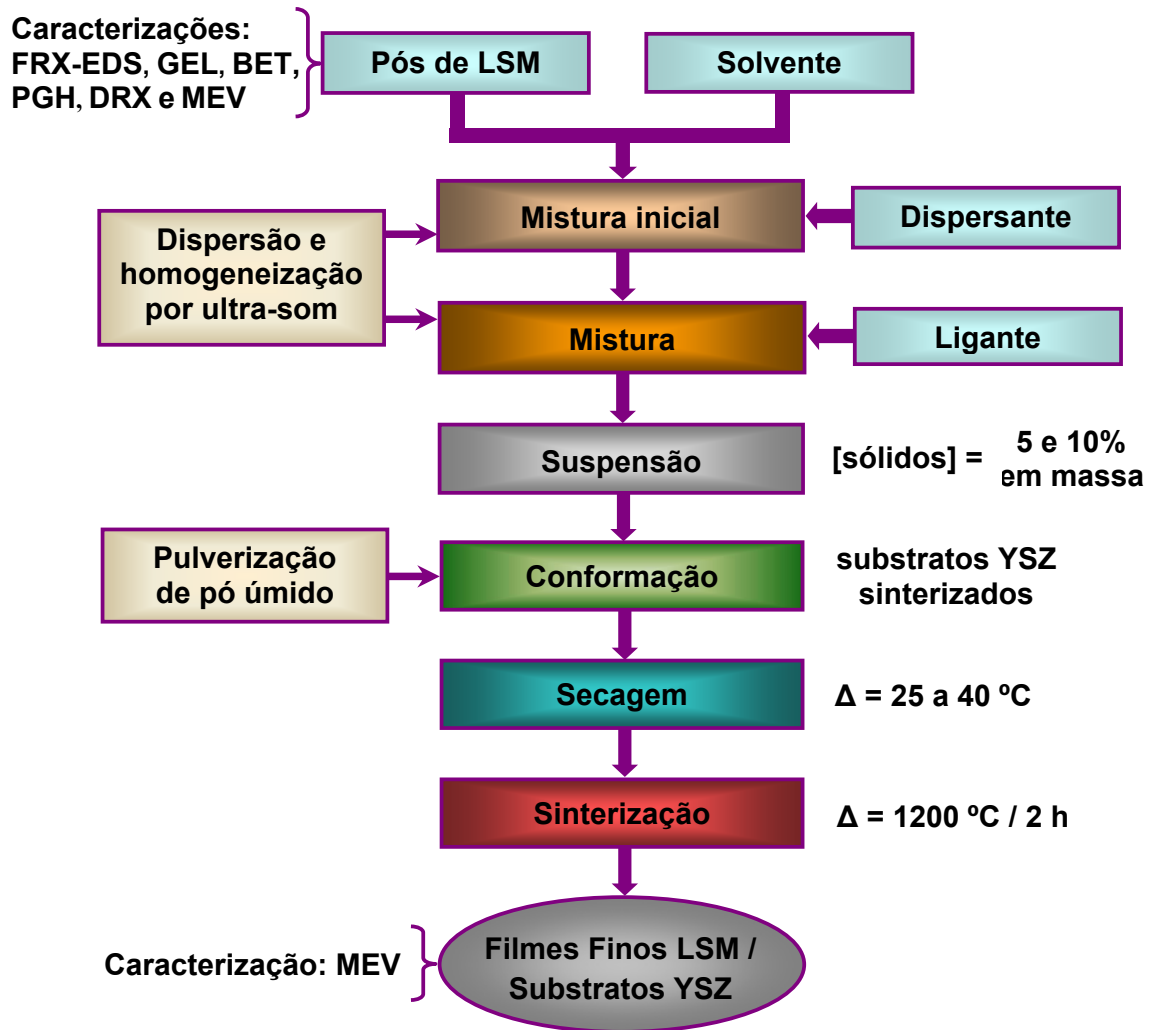 Caracterizações:
FRX-EDS, GEL, BET,
PGH, DRX e MEV
Pós de LSM
Solvente
Mistura inicial
Dispersante
Dispersão e
homogeneização
por ultra-som
Mistura
Ligante
Suspensão
[sólidos] =
5 e 10%
em massa
Pulverização
de pó úmido
Conformação
substratos YSZ
sinterizados
Secagem
Δ = 25 a 40 ºC
Sinterização
Δ = 1200 ºC / 2 h
Caracterização: MEV
Filmes Finos LSM /
Substratos YSZ